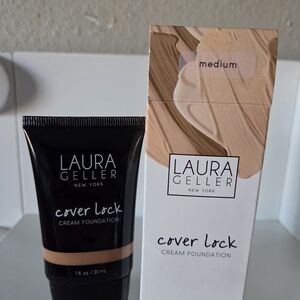 LAURA
GELLER
NEW YORK
cover lock
CREAM FOUNDATION
1 fl oz / 30 mL
medium
LAURA
GELLER
NEW YORK
cover lock
CREAM FOUNDATION